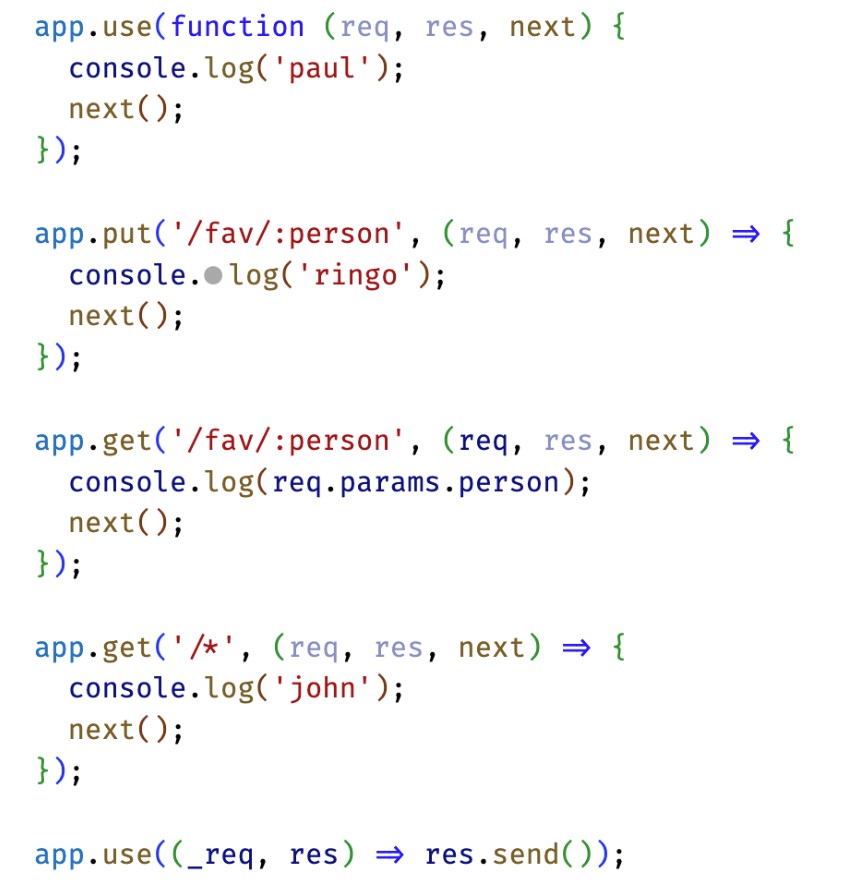 app.use(function (req, res, next) {
  console.log('paul');
  next();
});

app.put('/fav/:person', (req, res, next) => {
  console.log('ringo');
  next();
});

app.get('/fav/:person', (req, res, next) => {
  console.log(req.params.person);
  next();
});

app.get('/*', (req, res, next) => {
  console.log('john');
  next();
});

app.use((_req, res) => res.send());